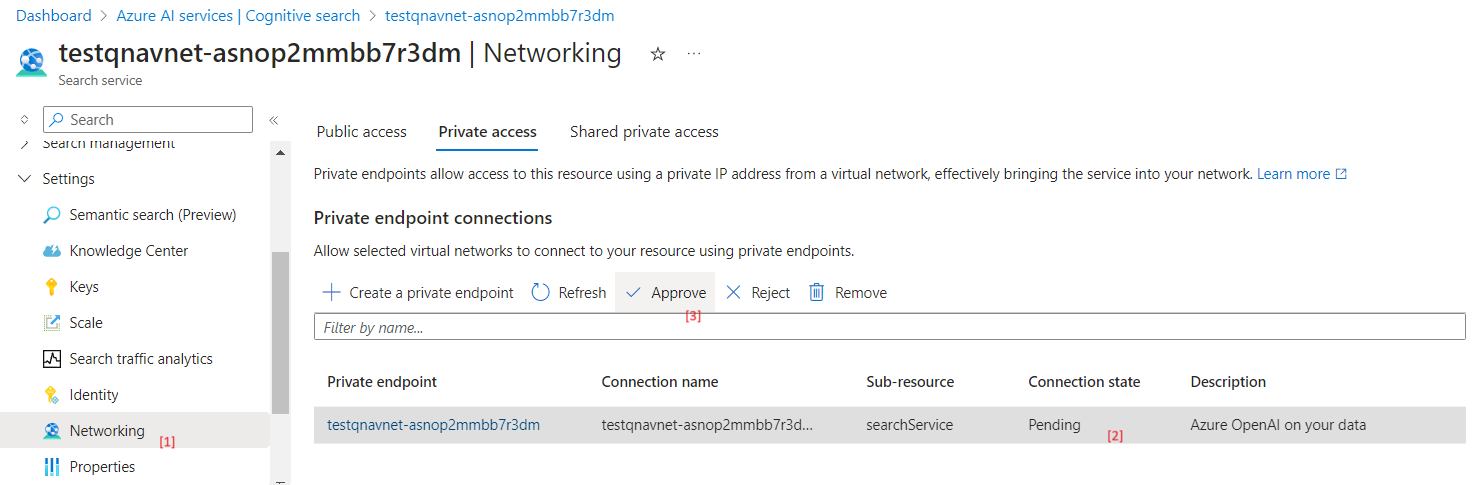 Dashboard > Azure AI services | Cognitive search > testqnavnet-asnop2mmbb7r3dm
testqnavnet-asnop2mmbb7r3dm | Networking
Search service
Search
Search management
Settings
Semantic search (Preview)
Knowledge Center
Keys
Scale
Search traffic analytics
Identity
Networking [1]
Properties
Public access Private access Shared private access
Private endpoints allow access to this resource using a private IP address from a virtual network, effectively bringing the service into your network. Learn more
Private endpoint connections
Allow selected virtual networks to connect to your resource using private endpoints.
Create a private endpoint Refresh Approve Reject Remove
[3]
Filter by name...
Private endpoint Connection name Sub-resource Connection state Description
testqnavnet-asnop2mmbb7r3dm testqnavnet-asnop2mmbb7r3d... searchService Pending [2] Azure OpenAI on your data